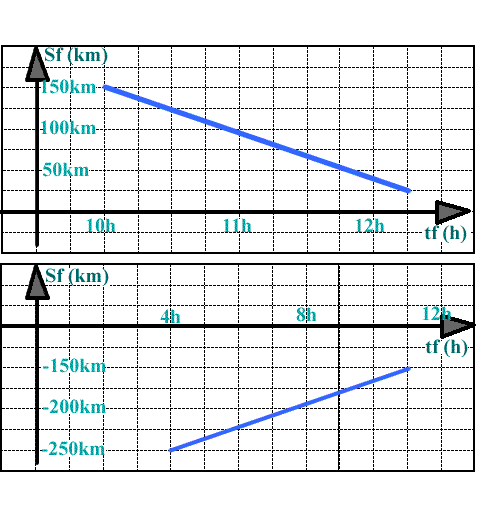 Sf (km)
150km
100km
50km
10h 11h 12h
tf (h)
Sf (km)
4h 8h 12h
tf (h)
-150km
-200km
-250km